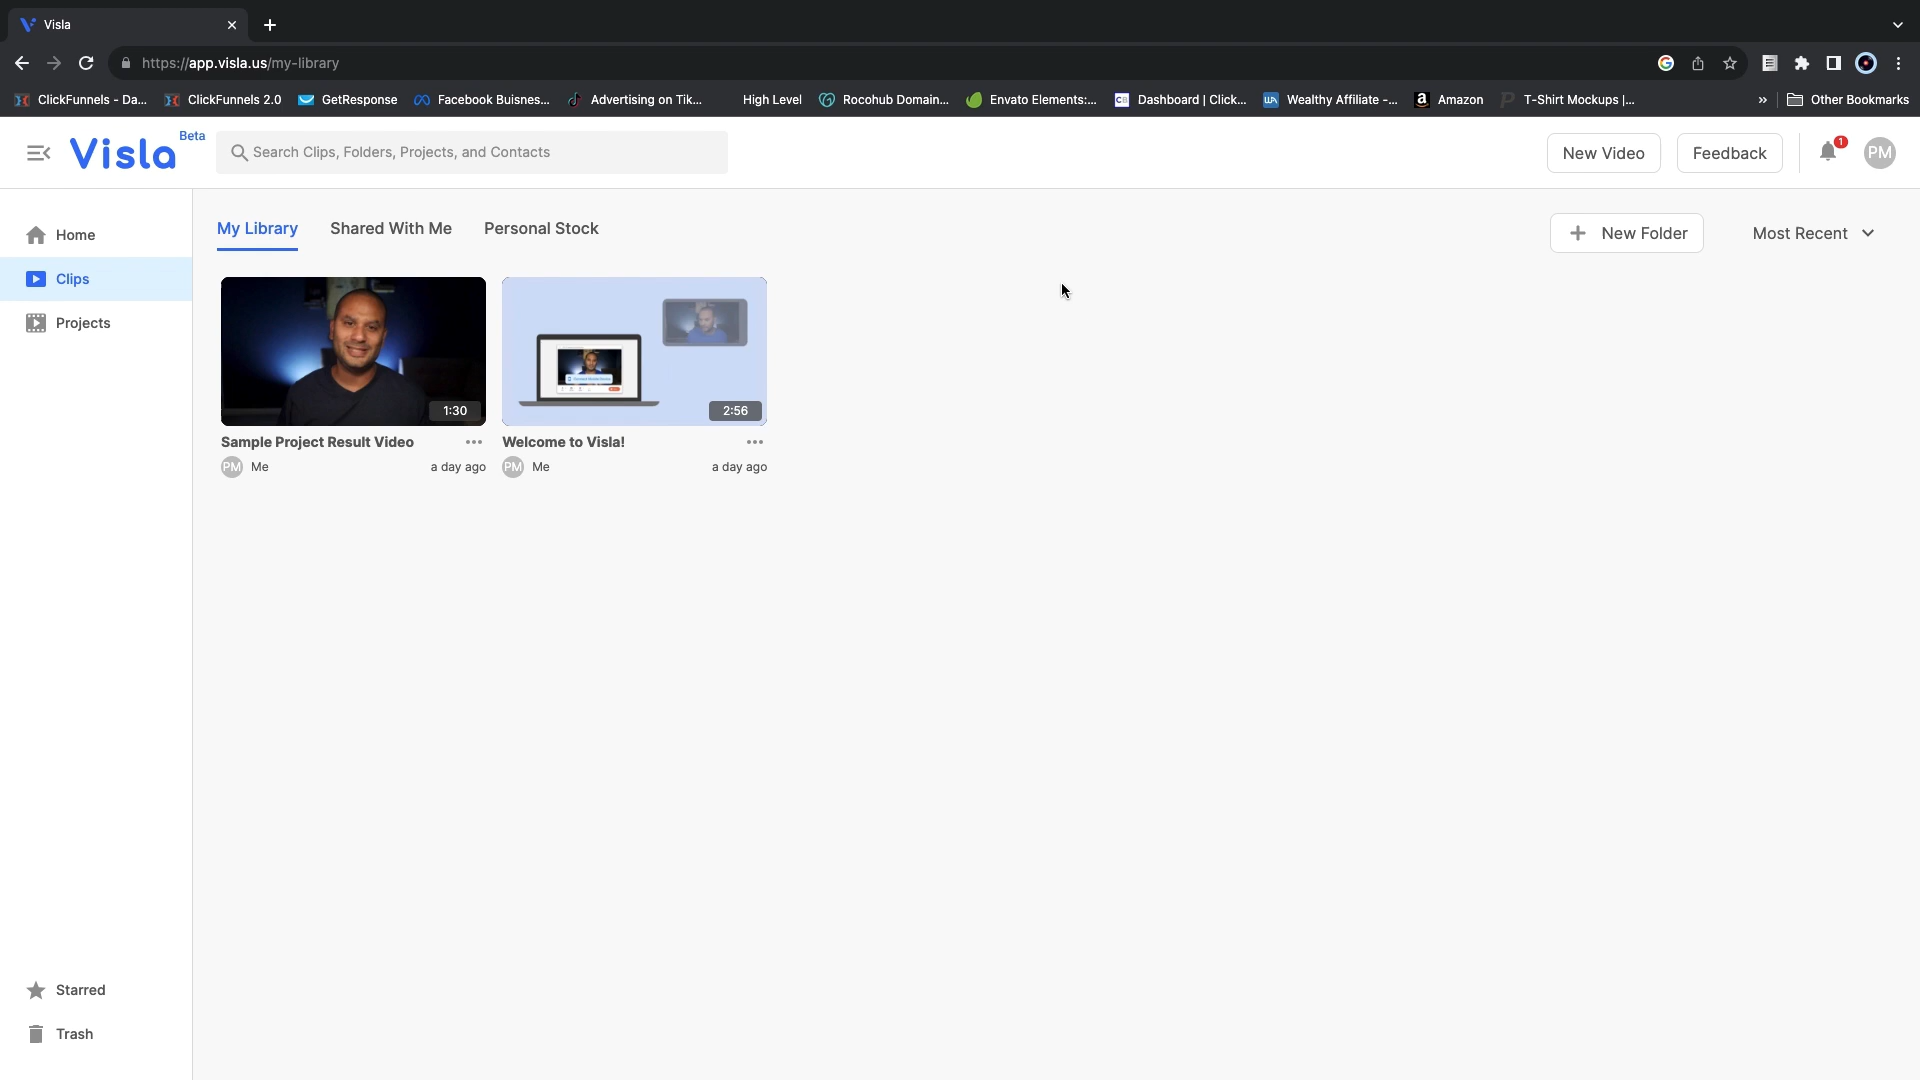 Visla
https://app.visla.us/my-library
ClickFunnels - Da... ClickFunnels 2.0 GetResponse Facebook Buisnes... Advertising on Tik... High Level Rocohub Domain... Envato Elements:... Dashboard | Click... Wealthy Affiliate -... Amazon T-Shirt Mockups |... » Other Bookmarks
Visla Beta Search Clips, Folders, Projects, and Contacts New Video Feedback 1 PM
Home
Clips
Projects
Starred
Trash
My Library Shared With Me Personal Stock New Folder Most Recent
1:30 2:56
Sample Project Result Video Welcome to Visla!
PM Me a day ago PM Me a day ago